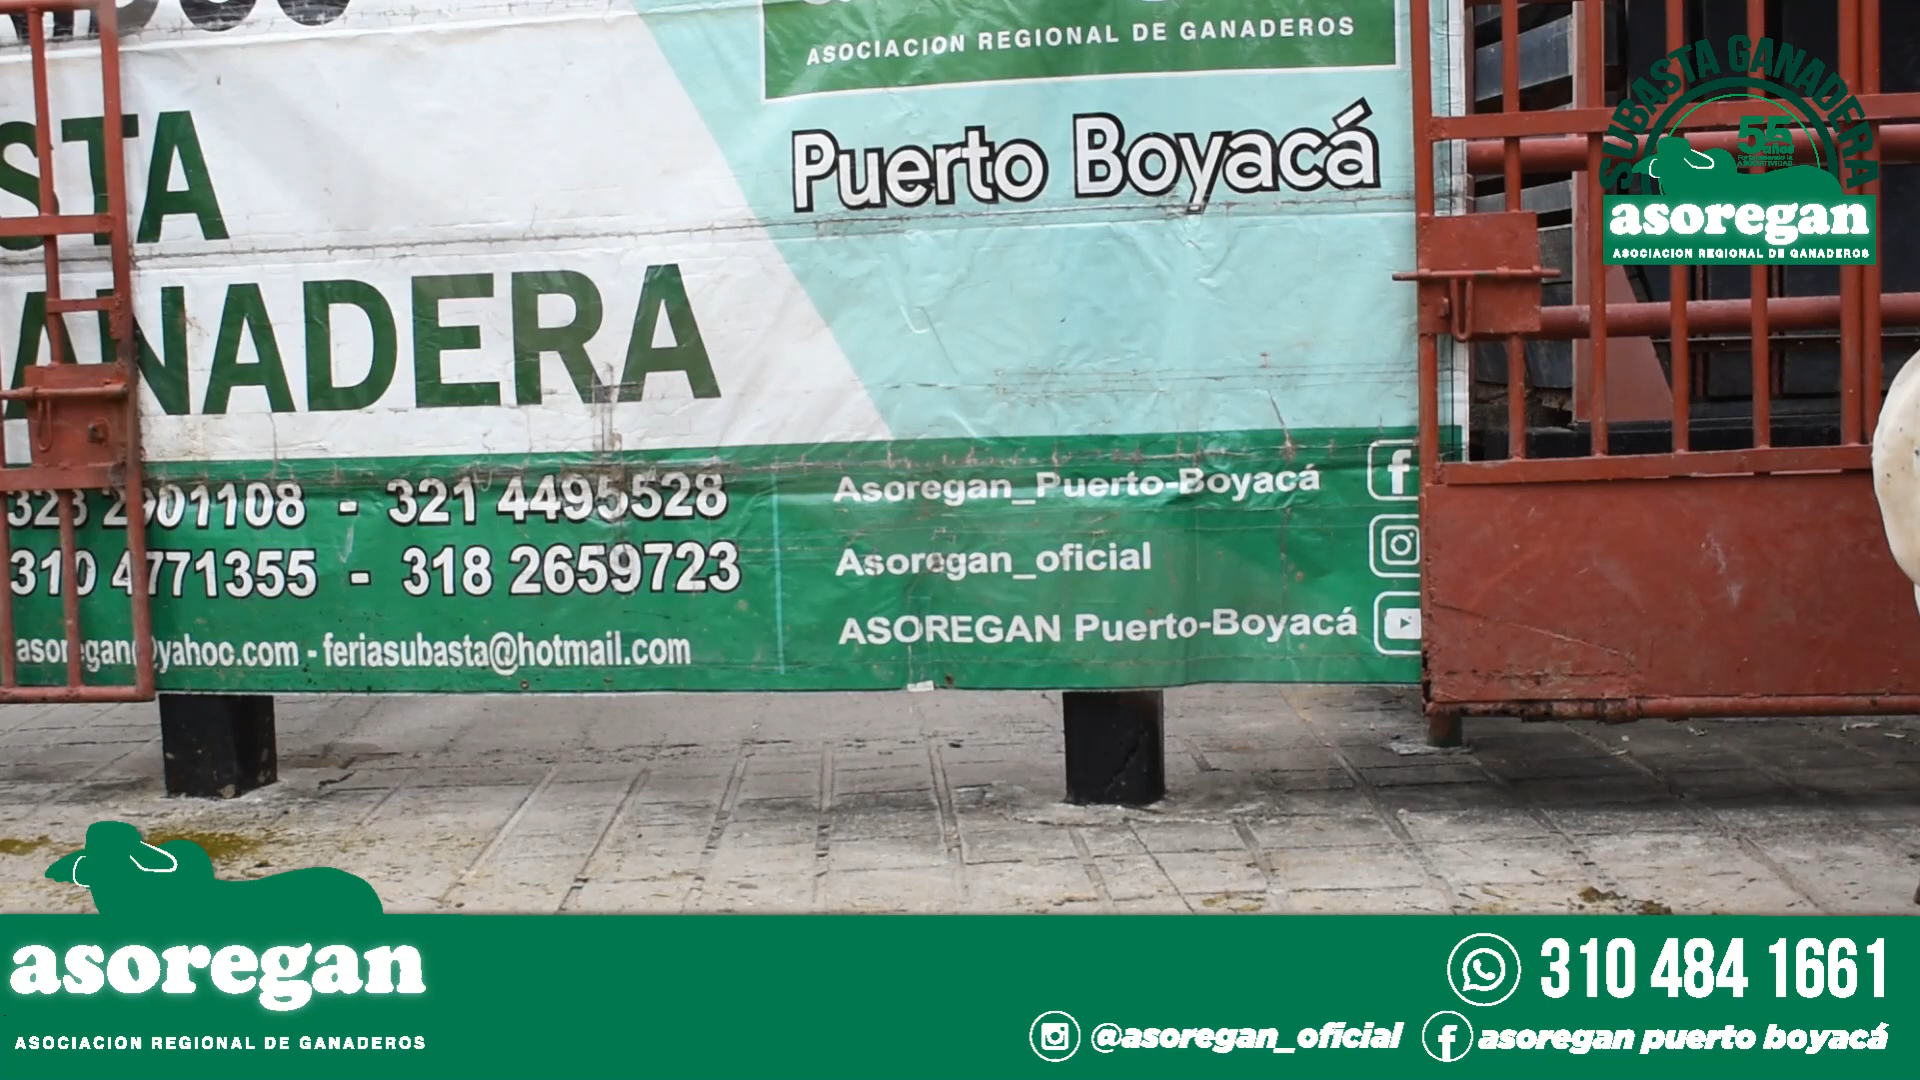 ASOCIACION REGIONAL DE GANADEROS
Puerto Boyacá
STA
ANADERA
321 4495528
310 4771355 - 318 2659723
asoregan@yahoo.com - feriasubasta@hotmail.com
Asoregan_Puerto-Boyacá
Asoregan_oficial
ASOREGAN Puerto-Boyacá
SUBASTA GANADERA
55
años
asoregan
ASOCIACION REGIONAL DE GANADEROS
asoregan
ASOCIACION REGIONAL DE GANADEROS
310 484 1661
@asoregan_oficial
asoregan puerto boyacá